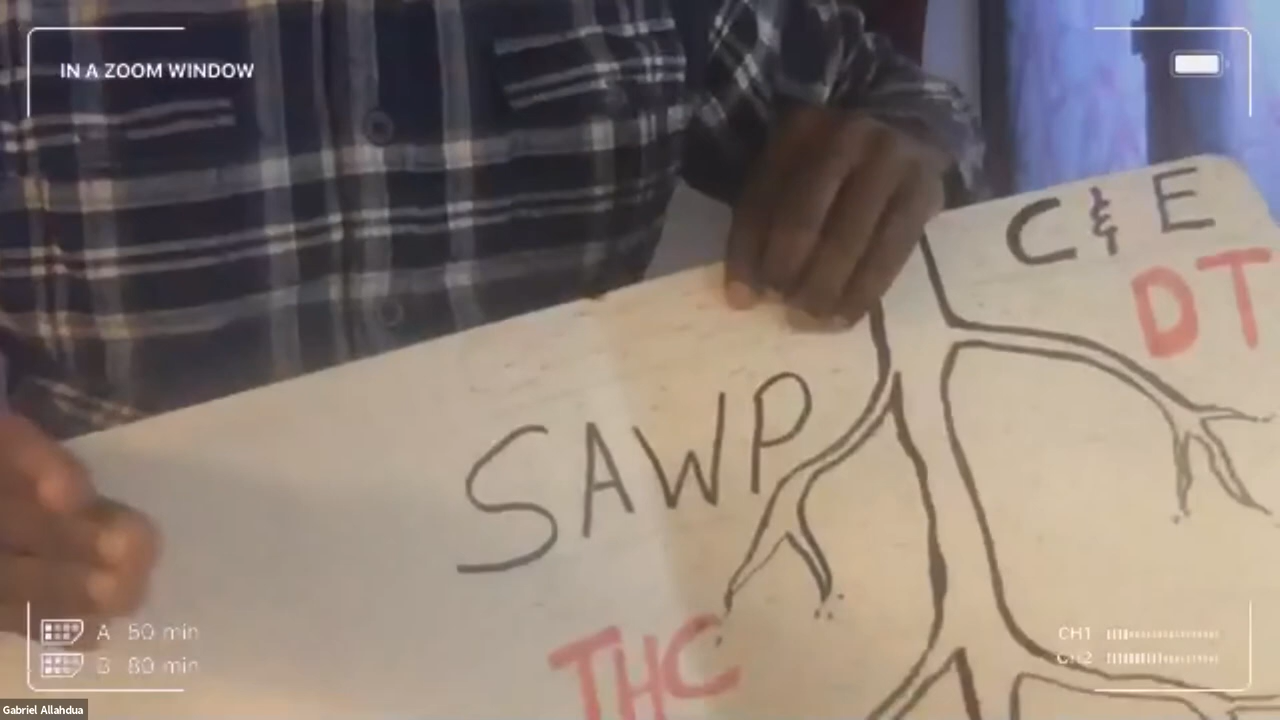 IN A ZOOM WINDOW
C & E
DT
SAWP
THC
A 50 min
B 80 min
CH1
CH2
Gabriel Allahdua